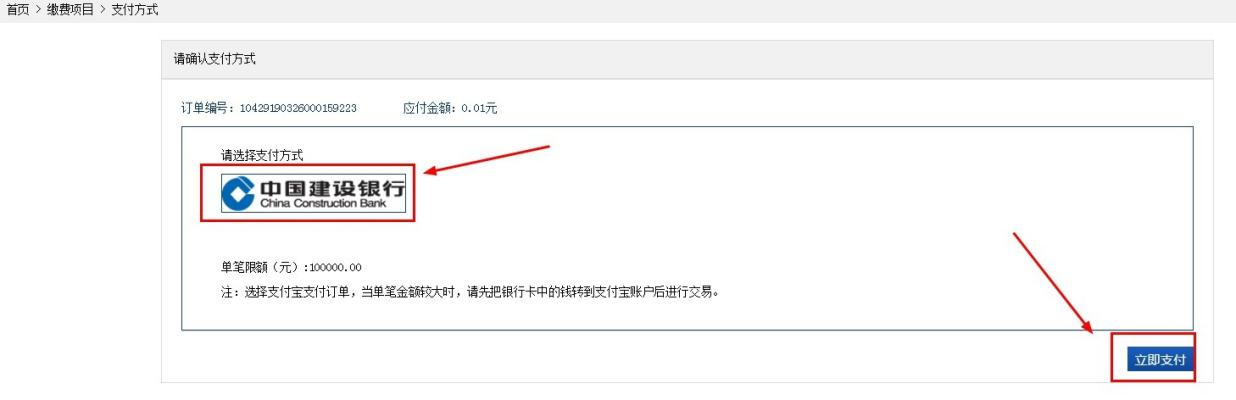 首页 > 缴费项目 > 支付方式
请确认支付方式
订单编号：10429190326000159223 应付金额：0.01元
请选择支付方式
中国建设银行
China Construction Bank
单笔限额（元）:100000.00
注：选择支付宝支付订单，当单笔金额较大时，请先把银行卡中的钱转到支付宝账户后进行交易。
立即支付